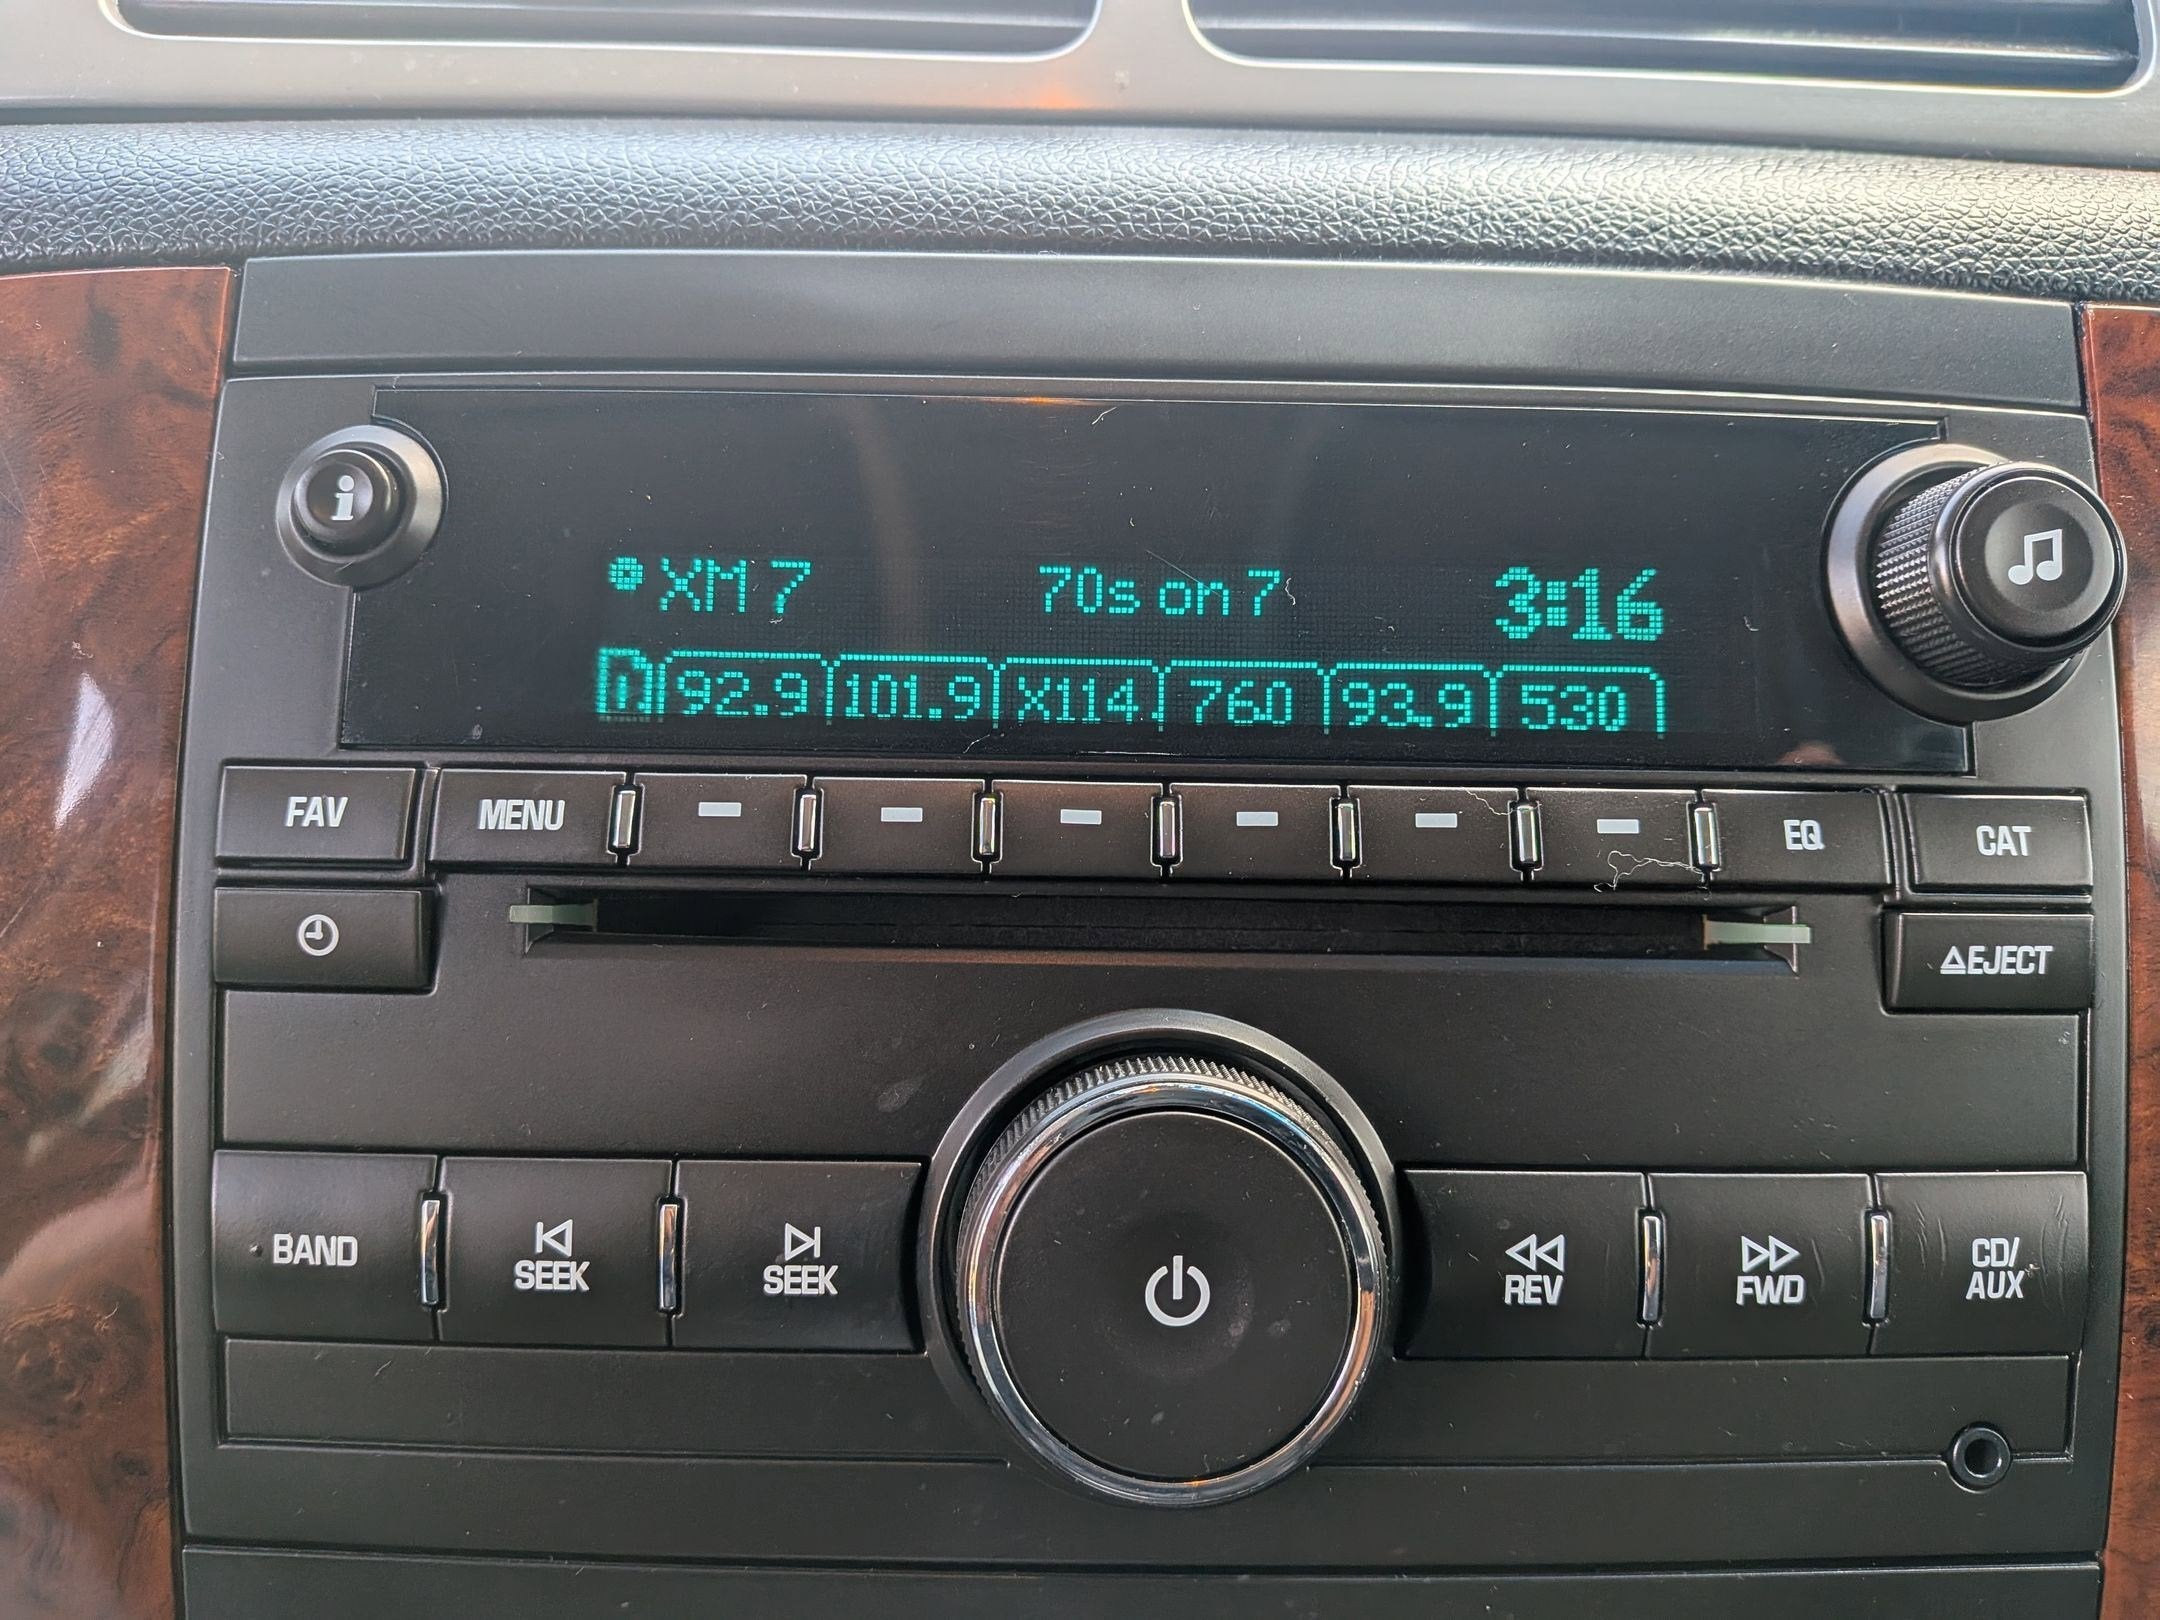 i
XM 7 70s on 7 3:16
92.9 101.9 X114 760 93.9 530
FAV MENU EQ CAT
EJECT
BAND SEEK SEEK REV FWD CD/
AUX